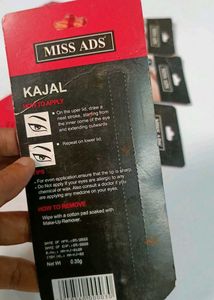 MISS ADS
KAJAL
HOW TO APPLY
On the uper lid, draw a
neat stroke, starting from
the inner corne of the eye
and extending outwards.
Repeat on lower lid.
TIPS
For even application ensure that the tip is sharp.
Do not Apply if your eyes are allergic to any
chemical or wax. Also consult a doctor if you
are applying any medicine on your eyes.
HOW TO REMOVE
Wipe with a cotton pad soaked with
Make-Up Remover.
Net Wt 0.30g